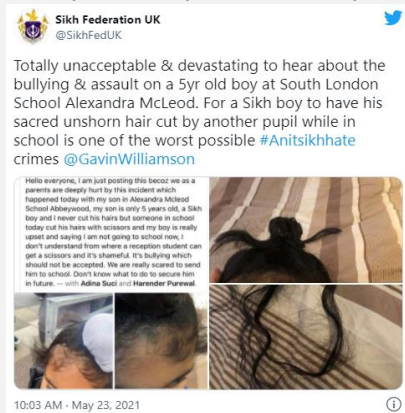 Sikh Federation UK
@SikhFedUK
Totally unacceptable & devastating to hear about the
bullying & assault on a 5yr old boy at South London
School Alexandra McLeod. For a Sikh boy to have his
sacred unshorn hair cut by another pupil while in
school is one of the worst possible #Anitsikhhate
crimes @GavinWilliamson
Hello everyone, I am just posting this becoz we as a
parents are deeply hurt by this incident which
happened today with my son in Alexandra McLeod
School Abbeywood, my son is only 5 years old, a Sikh
boy and I never cut his hairs but someone in school
today cut his hairs with scissors and my boy is really
upset and saying I am not going to school now, I
don't understand from where a reception student can
get a scissors and it's shameful. It's bullying which
should not be accepted. We are really scared to send
him to school. Don't know what to do to secure him
in future. — with Adina Suci and Harender Purewal.
10:03 AM · May 23, 2021